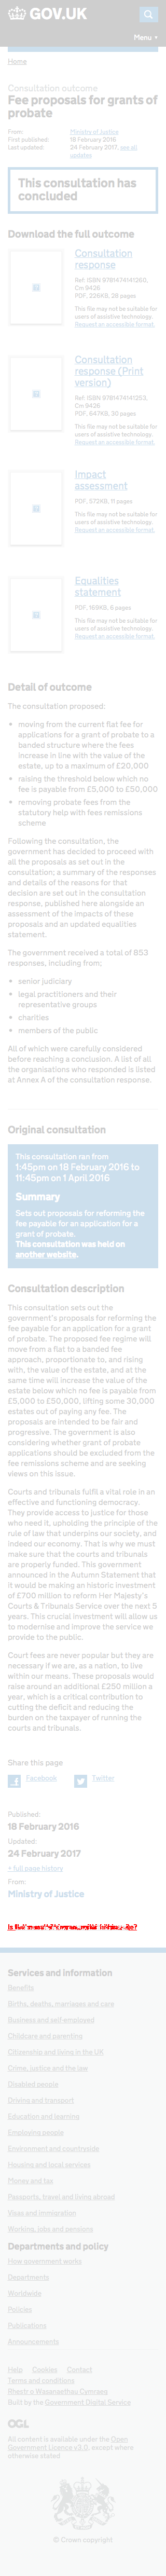 GOV.UK
Menu
Home
Consultation outcome
Fee proposals for grants of
probate
From:
Ministry of Justice
First published:
18 February 2016
Last updated:
24 February 2017, see all
updates
This consultation has
concluded
Download the full outcome
Consultation
response
Ref: ISBN 9781474141260,
Cm 9426
PDF, 226KB, 28 pages
This file may not be suitable for
users of assistive technology.
Request an accessible format.
Consultation
response (Print
version)
Ref: ISBN 9781474141253,
Cm 9426
PDF, 647KB, 30 pages
This file may not be suitable for
users of assistive technology.
Request an accessible format.
Impact
assessment
PDF, 572KB, 11 pages
This file may not be suitable for
users of assistive technology.
Request an accessible format.
Equalities
statement
PDF, 169KB, 6 pages
This file may not be suitable for
users of assistive technology.
Request an accessible format.
Detail of outcome
Consultation proposed:
moving from the current flat fee for
applications for a grant of probate to a
banded structure where the fees
increase in line with the value of the
estate, up to a maximum of £20,000
raising the threshold below which no
fee is payable from £5,000 to £50,000
removing probate fees from the
statutory help with fees remissions
scheme
Following the consultation, the
government has decided to proceed with
all the proposals as set out in the
consultation; a summary of the responses
and details of the reasons for that
decision are set out in the consultation
response, published here alongside an
assessment of the impacts of these
proposals and an updated equalities
statement.
The government received a total of 853
responses, including from;
senior judiciary
legal practitioners and their
representative groups
charities
members of the public
All of which were carefully considered
before reaching a conclusion. A list of all
the organisations who responded is listed
at Annex A of the consultation response.
Original consultation
This consultation ran from
1:45pm on 18 February 2016 to
11:45pm on 1 April 2016
Summary
Sets out proposals for reforming the
fee payable for an application for a
grant of probate.
This consultation was held on
another website.
Consultation description
This consultation sets out the
government's proposals for reforming the
fee payable for an application for a grant
of probate. The proposed fee regime will
move from a flat fee to a banded
approach, proportionate to, and rising
with, the value of the estate, and at the
same time, will increase the value of the
estate below which no fee is payable from
£5,000 to £50,000, lifting some 30,000
estates out of paying any fee. The
proposals are intended to be fair and
progressive. The government is also
considering whether grant of probate
applications should be excluded from the
fee remissions scheme and are seeking
views on this issue.
Courts and tribunals fulfil a vital role in an
effective and functioning democracy.
They provide access to justice for those
who need it, upholding the principle of the
rule of law that underpins our society, and
indeed our economy. That is why we must
make sure that the courts and tribunals
are properly funded. This government
announced in the Autumn Statement that
it would be making an historic investment
of £700 million to reform Her Majesty's
Courts & Tribunals Service over the next 5
years. This crucial investment will allow us
to modernise and improve the service we
provide to the public.
Court fees are never popular but they are
necessary if we are, as a nation, to live
within our means. These proposals would
raise around an additional £250 million a
year, which is a critical contribution to
cutting the deficit and reducing the
burden on the taxpayer of running the
courts and tribunals.
Share this page
Facebook
Twitter
Published:
18 February 2016
Updated:
24 February 2017
+ full page history
From:
Ministry of Justice
Services and information
Benefits
Births, deaths, marriages and care
Business and self-employed
Childcare and parenting
Citizenship and living in the UK
Crime, justice and the law
Disabled people
Driving and transport
Education and learning
Employing people
Environment and countryside
Housing and local services
Money and tax
Passports, travel and living abroad
Visas and immigration
Working, jobs and pensions
Departments and policy
How government works
Departments
Worldwide
Policies
Publications
Announcements
Help Cookies Contact
Terms and conditions
Rhestr o Wasanaethau Cymraeg
Built by the Government Digital Service
OGL
All content is available under the Open
Government Licence v3.0, except where
otherwise stated
© Crown copyright